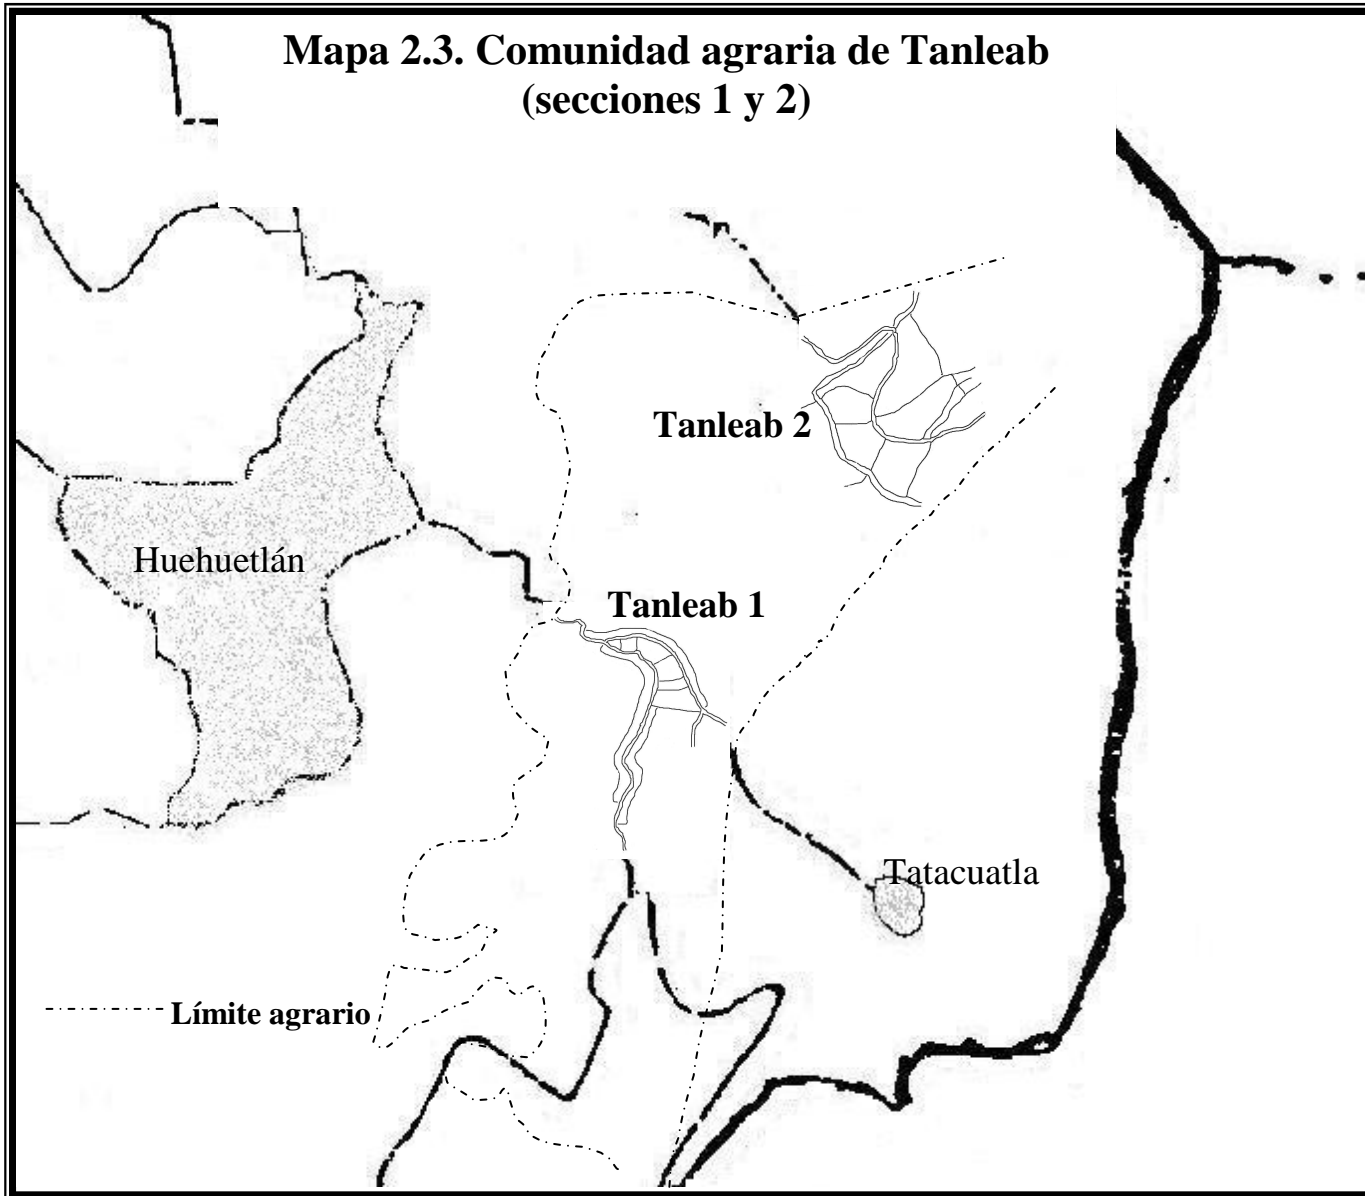 Mapa 2.3. Comunidad agraria de Tanleab
(secciones 1 y 2)
Tanleab 2
Huehuetlán
Tanleab 1
Tatacuatla
Límite agrario